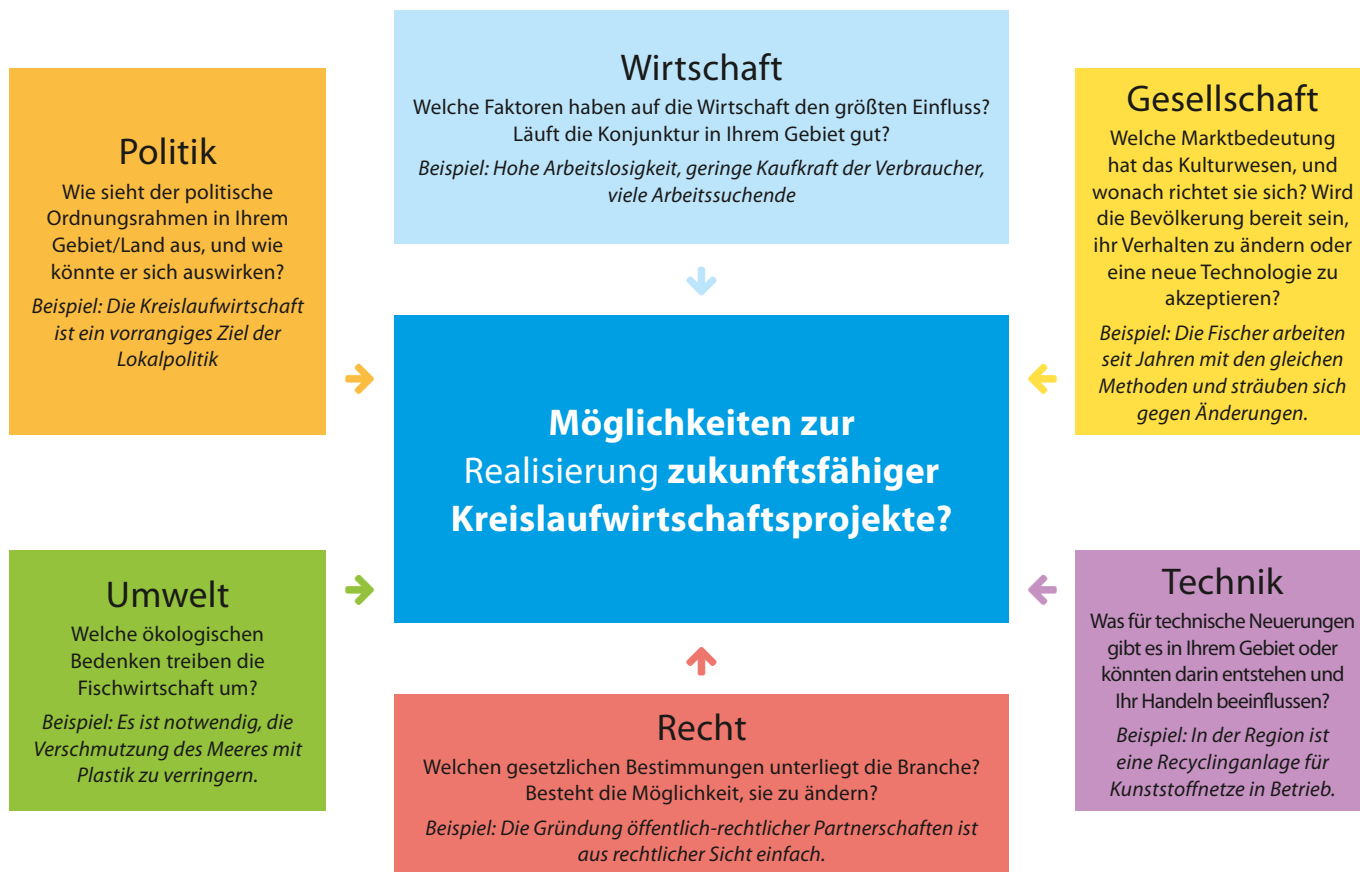 Politik
Wie sieht der politische
Ordnungsrahmen in Ihrem
Gebiet/Land aus, und wie
könnte er sich auswirken?
Beispiel: Die Kreislaufwirtschaft
ist ein vorrangiges Ziel der
Lokalpolitik
Wirtschaft
Welche Faktoren haben auf die Wirtschaft den größten Einfluss?
Läuft die Konjunktur in Ihrem Gebiet gut?
Beispiel: Hohe Arbeitslosigkeit, geringe Kaufkraft der Verbraucher,
viele Arbeitssuchende
Gesellschaft
Welche Marktbedeutung
hat das Kulturwesen, und
wonach richtet sie sich? Wird
die Bevölkerung bereit sein,
ihr Verhalten zu ändern oder
eine neue Technologie zu
akzeptieren?
Beispiel: Die Fischer arbeiten
seit Jahren mit den gleichen
Methoden und sträuben sich
gegen Änderungen.
Möglichkeiten zur
Realisierung zukunftsfähiger
Kreislaufwirtschaftsprojekte?
Umwelt
Welche ökologischen
Bedenken treiben die
Fischwirtschaft um?
Beispiel: Es ist notwendig, die
Verschmutzung des Meeres mit
Plastik zu verringern.
Recht
Welchen gesetzlichen Bestimmungen unterliegt die Branche?
Besteht die Möglichkeit, sie zu ändern?
Beispiel: Die Gründung öffentlich-rechtlicher Partnerschaften ist
aus rechtlicher Sicht einfach.
Technik
Was für technische Neuerungen
gibt es in Ihrem Gebiet oder
könnten darin entstehen und
Ihr Handeln beeinflussen?
Beispiel: In der Region ist
eine Recyclinganlage für
Kunststoffnetze in Betrieb.